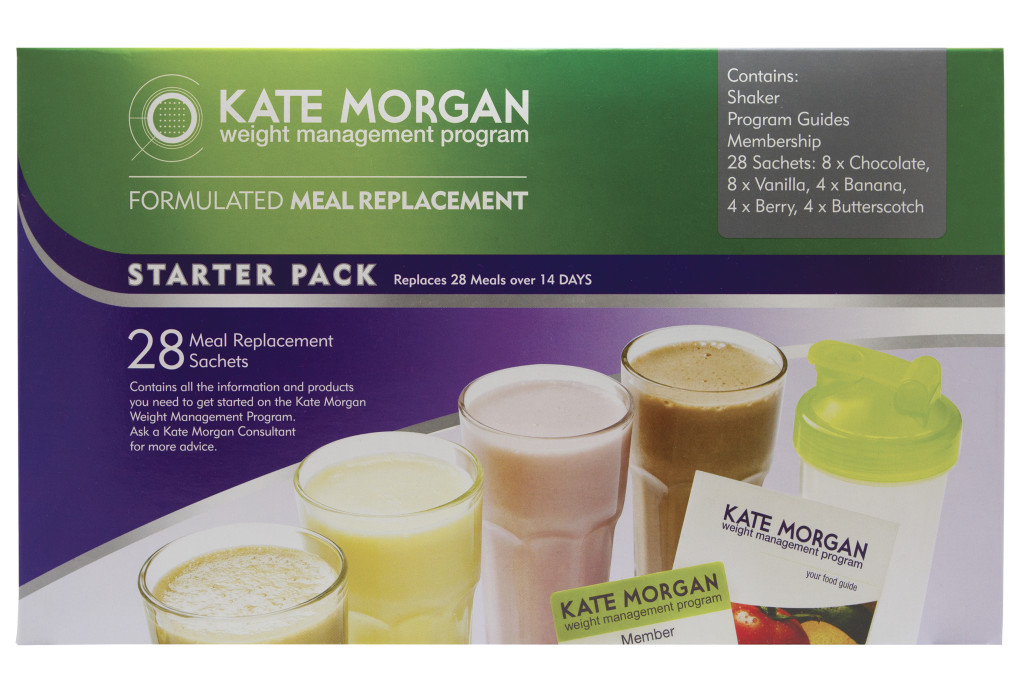 KATE MORGAN
weight management program
FORMULATED MEAL REPLACEMENT
Contains:
Shaker
Program Guides
Membership
28 Sachets: 8 x Chocolate,
8 x Vanilla, 4 x Banana,
4 x Berry, 4 x Butterscotch
STARTER PACK Replaces 28 Meals over 14 DAYS
28 Meal Replacement
Sachets
Contains all the information and products
you need to get started on the Kate Morgan
Weight Management Program.
Ask a Kate Morgan Consultant
for more advice.
KATE MORGAN
weight management program
your food guide
KATE MORGAN
weight management program
Member